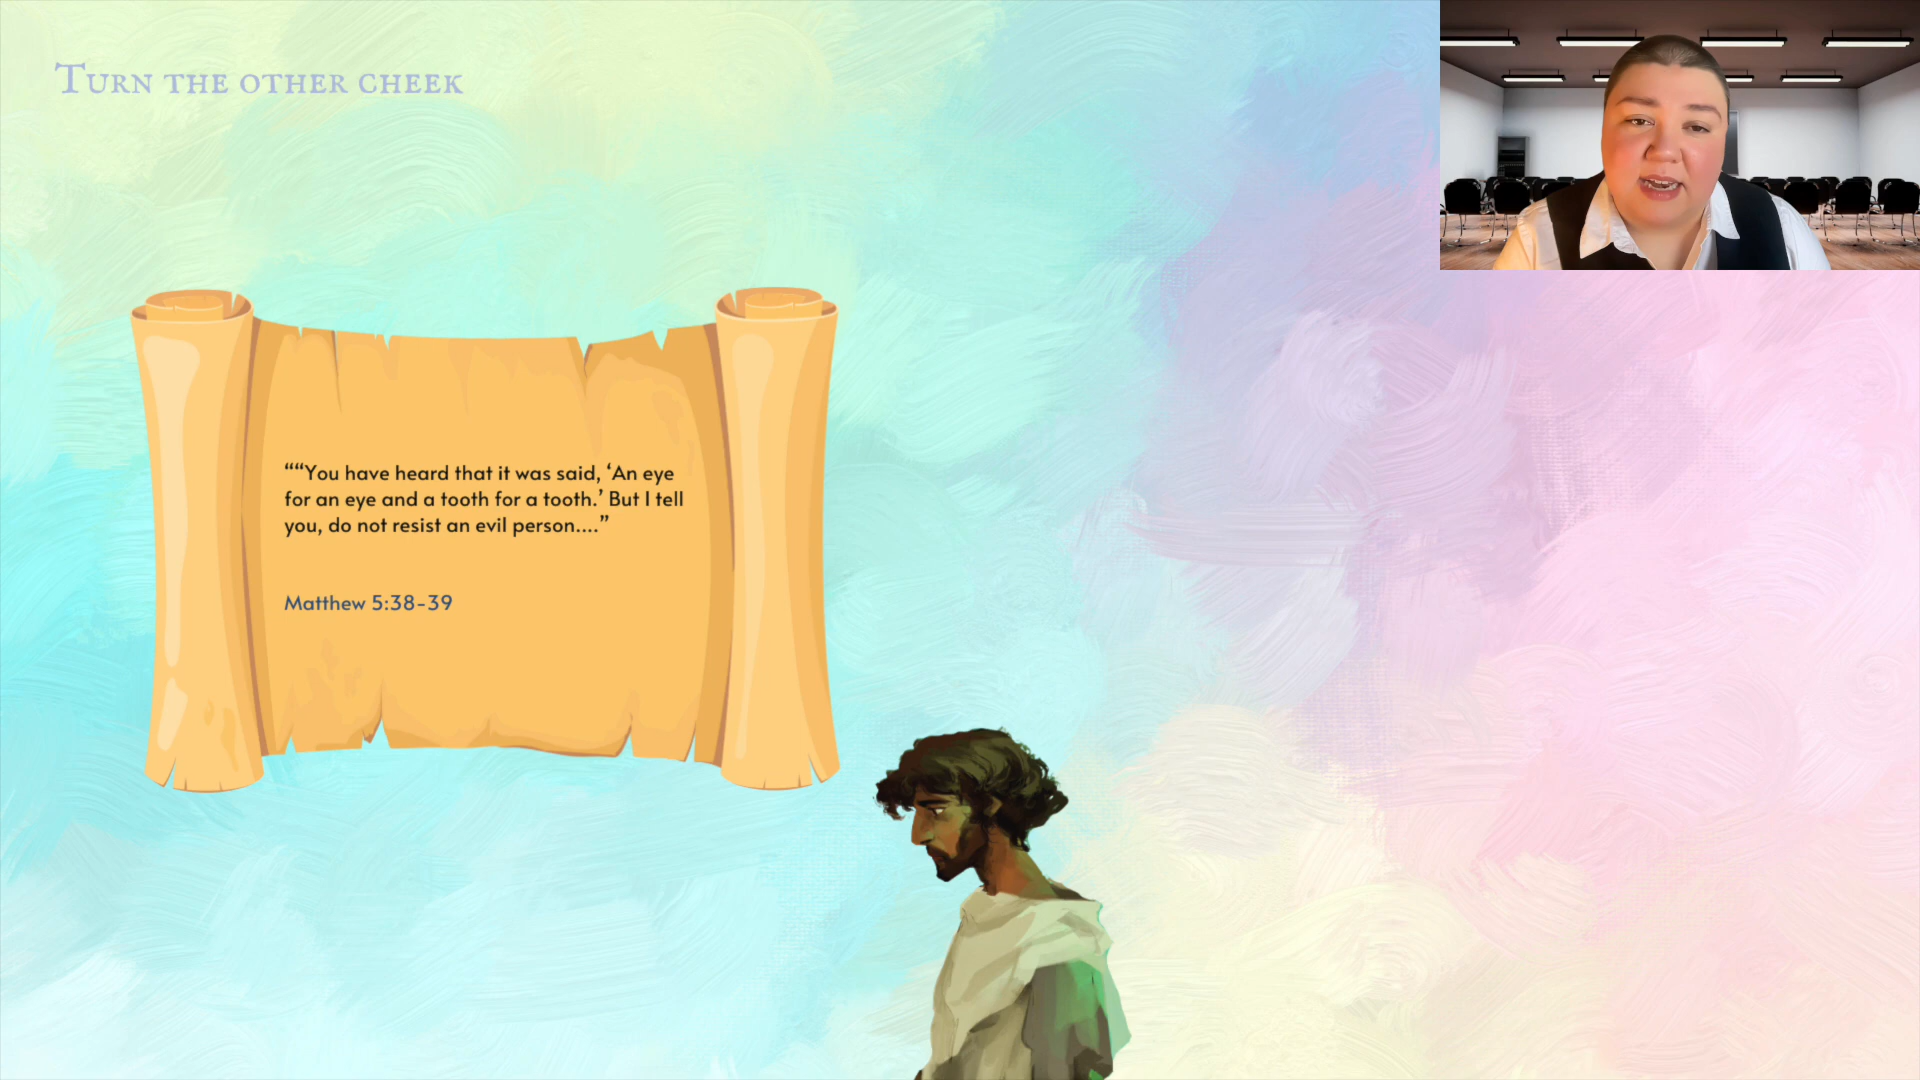 Turn the other cheek
““You have heard that it was said, ‘An eye
for an eye and a tooth for a tooth.’ But I tell
you, do not resist an evil person....”
Matthew 5:38-39